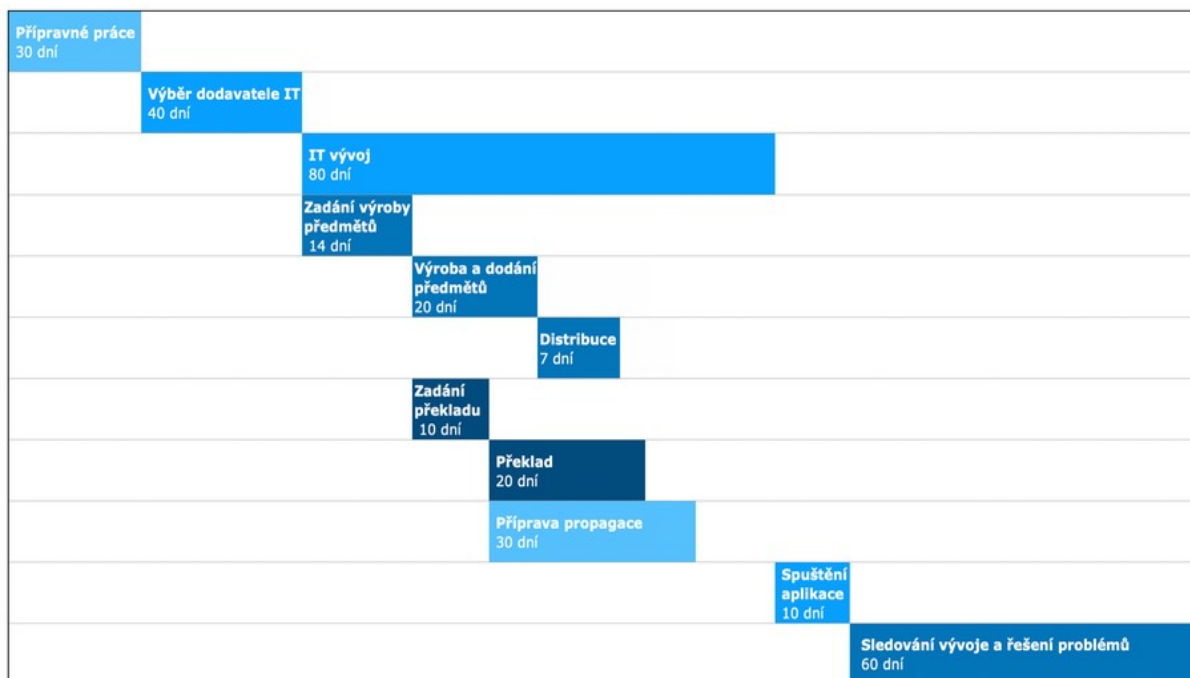 Přípravné práce
30 dní
Výběr dodavatele IT
40 dní
IT vývoj
80 dní
Zadání výroby
předmětů
14 dní
Výroba a dodání
předmětů
20 dní
Distribuce
7 dní
Zadání
překladu
10 dní
Překlad
20 dní
Příprava propagace
30 dní
Spuštění
aplikace
10 dní
Sledování vývoje a řešení problémů
60 dní